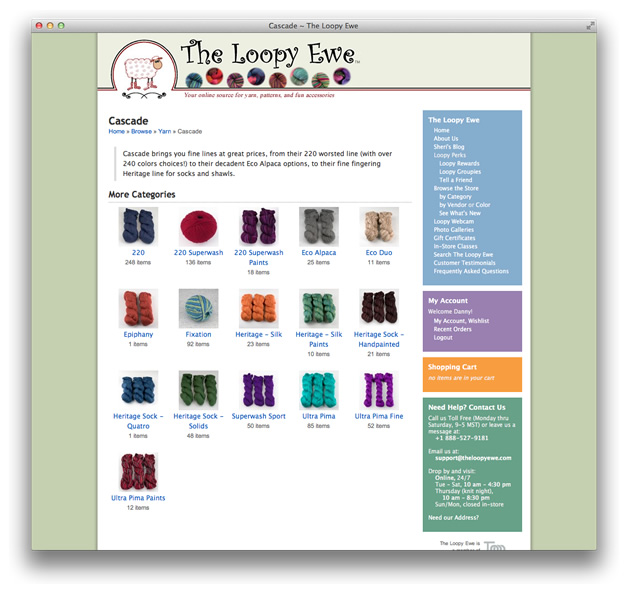 Cascade ~ The Loopy Ewe
The Loopy Ewe™
Your online source for yarn, patterns, and fun accessories
Cascade
Home » Browse » Yarn » Cascade
Cascade brings you fine lines at great prices, from their 220 worsted line (with over
240 colors choices!) to their decadent Eco Alpaca options, to their fine fingering
Heritage line for socks and shawls.
More Categories
220
248 items
220 Superwash
136 items
220 Superwash
Paints
18 items
Eco Alpaca
25 items
Eco Duo
11 items
Epiphany
1 items
Fixation
92 items
Heritage - Silk
23 items
Heritage - Silk
Paints
10 items
Heritage Sock -
Handpainted
21 items
Heritage Sock -
Quatro
1 items
Heritage Sock -
Solids
48 items
Superwash Sport
50 items
Ultra Pima
85 items
Ultra Pima Fine
52 items
Ultra Pima Paints
12 items
The Loopy Ewe
Home
About Us
Sheri's Blog
Loopy Perks
Loopy Rewards
Loopy Groupies
Tell a Friend
Browse the Store
by Category
by Vendor or Color
See What's New
Loopy Webcam
Photo Galleries
Gift Certificates
In-Store Classes
Search The Loopy Ewe
Customer Testimonials
Frequently Asked Questions
My Account
Welcome Danny!
My Account, Wishlist
Recent Orders
Logout
Shopping Cart
no items are in your cart
Need Help? Contact Us
Call us Toll Free (Monday thru
Saturday, 9-5 MST) or leave us a
message at:
+1 888-527-9181
Email us at:
support@theloopyewe.com
Drop by and visit:
Online, 24/7
Tue - Sat, 10 am - 4:30 pm
Thursday (knit night),
10 am - 8:30 pm
Sun/Mon, closed in-store
Need our Address?
The Loopy Ewe is